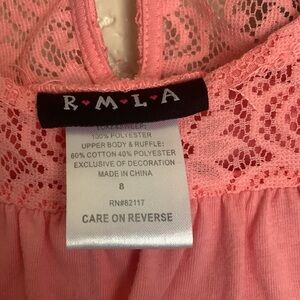 R♥M♥L♥A
100% POLYESTER
UPPER BODY & RUFFLE:
60% COTTON 40% POLYESTER
EXCLUSIVE OF DECORATION
MADE IN CHINA
8
RN#82117
CARE ON REVERSE